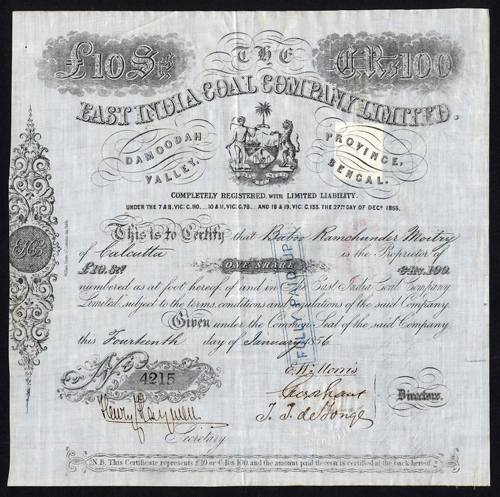 £10 Stg THE C.Rs 100
EAST INDIA COAL COMPANY LIMITED.
DAMOODAH VALLEY. PROVINCE, BENGAL.
COMPLETELY REGISTERED, WITH LIMITED LIABILITY.
UNDER THE 7 & 8, VIC: C. 110. 10 & 11, VIC: C. 78. AND 18 & 19, VIC: C. 133. THE 27TH DAY OF DECR 1855.
This is to Certify that Baboo Ramchunder Moitry
of Calcutta is the Proprietor of
£10. St ONE SHARE C.Rs. 100
numbered as at foot hereof, of and in The East India Coal Company
Limited, subject to the terms, conditions and regulations of the said Company.
Given under the Common Seal of the said Company
this Fourteenth day of January 1856
FULLY PAID UP
No 4215
Directors.
Secretary
N.B. This Certificate represents £10 or C.Rs 100, and the amount paid thereon is certified at the back hereof.